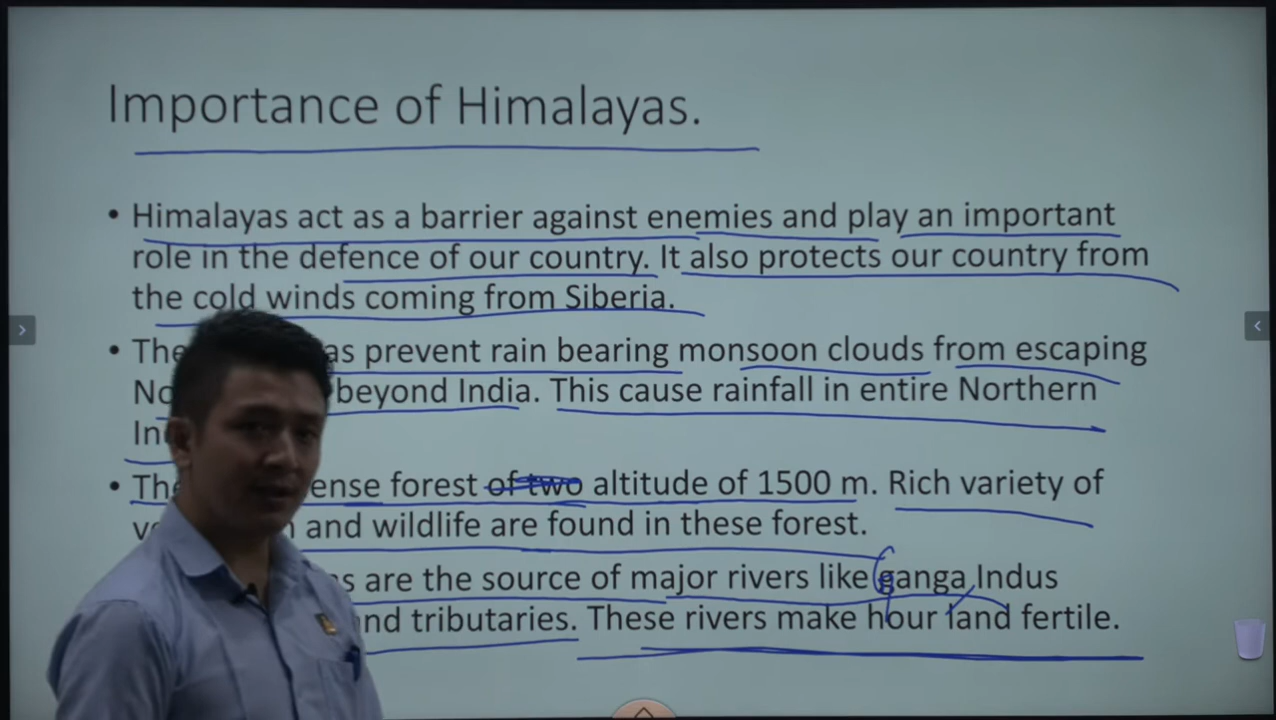 Importance of Himalayas.
• Himalayas act as a barrier against enemies and play an important
role in the defence of our country. It also protects our country from
the cold winds coming from Siberia.
• The as prevent rain bearing monsoon clouds from escaping
beyond India. This cause rainfall in entire Northern
• ense forest of two altitude of 1500 m. Rich variety of
and wildlife are found in these forest.
s are the source of major rivers like ganga, Indus
nd tributaries. These rivers make hour land fertile.